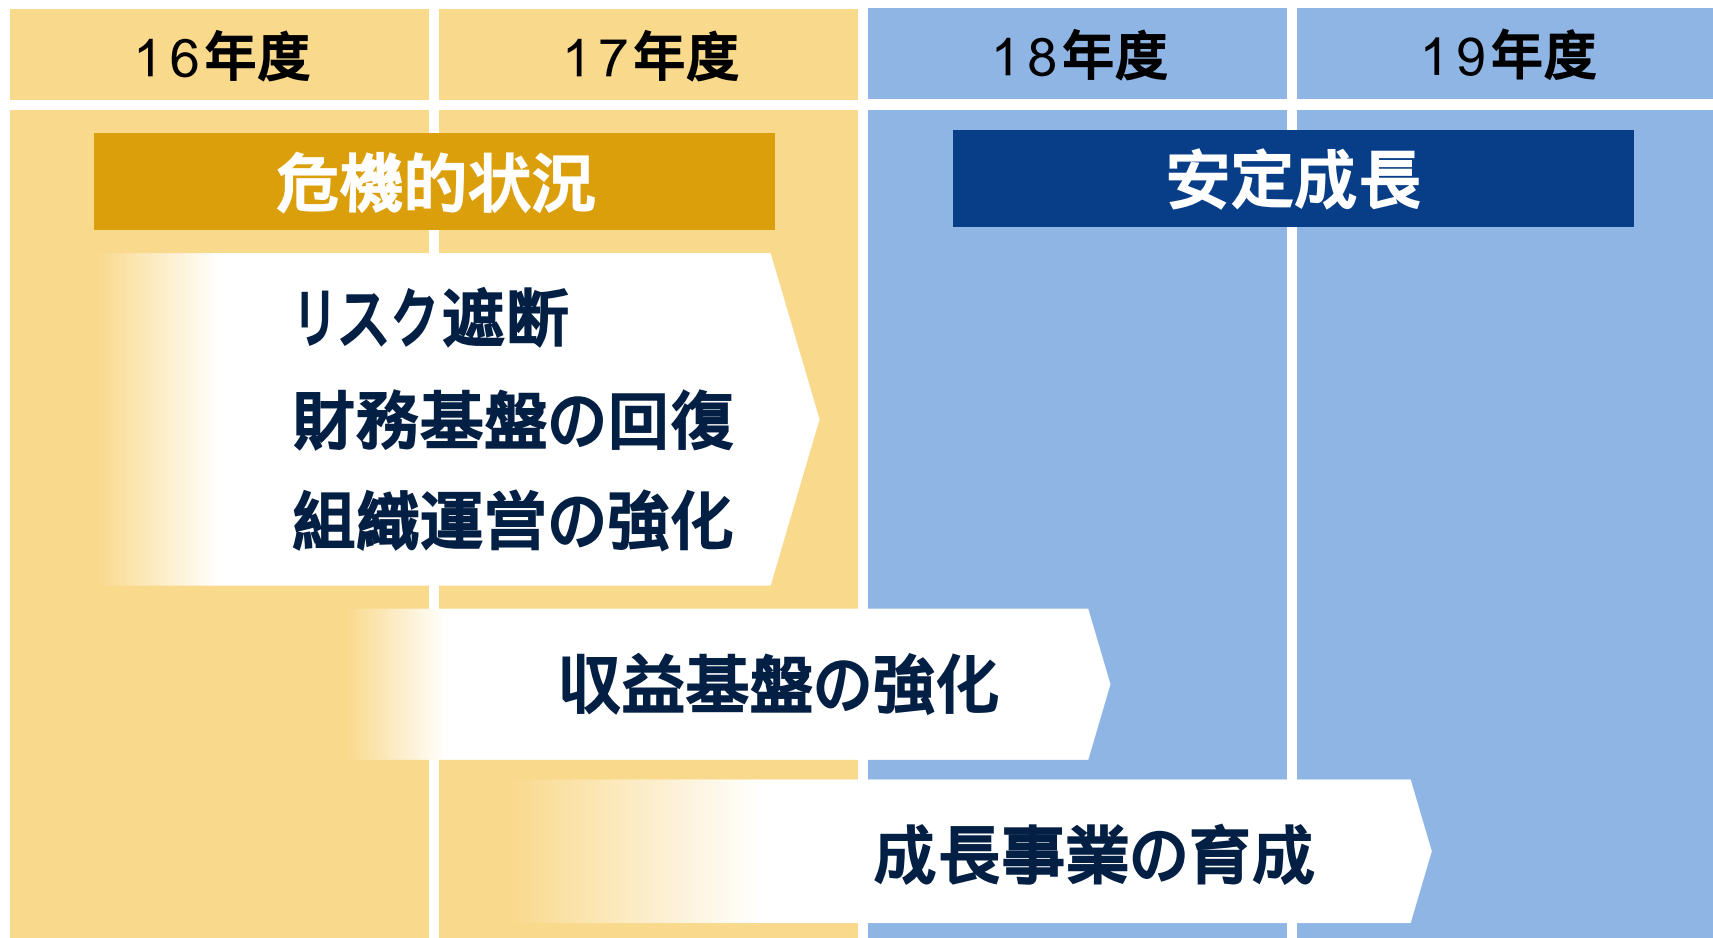 16年度
17年度
18年度
19年度
危機的状況
安定成長
リスク遮断
財務基盤の回復
組織運営の強化
収益基盤の強化
成長事業の育成